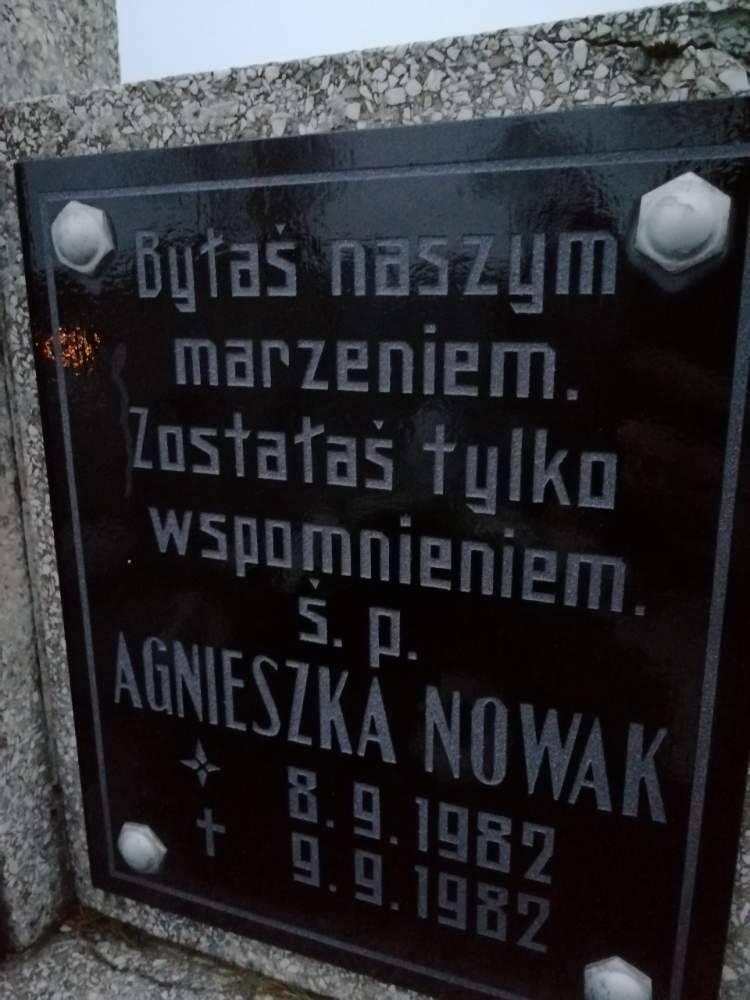 Byłaś naszym
marzeniem.
Zostałaś tylko
wspomnieniem.
Ś. p.
AGNIESZKA NOWAK
8.9.1982
9.9.1982